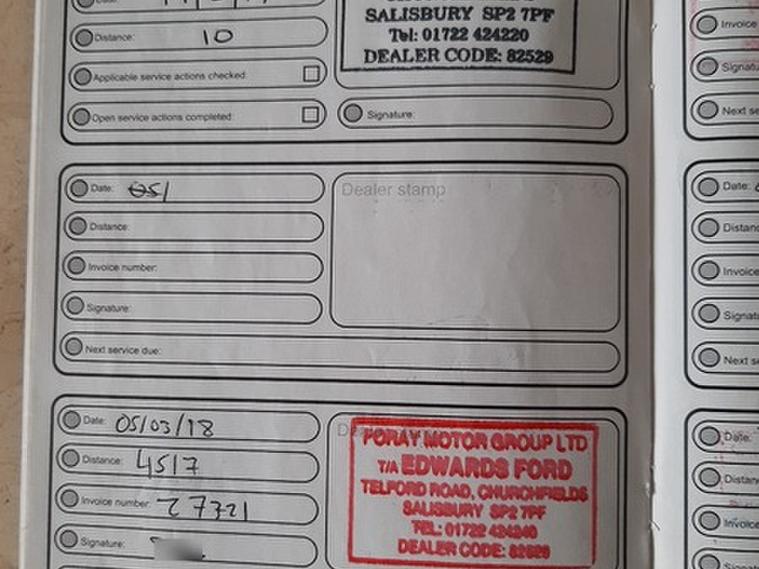 SALISBURY SP2 7PF
Distance: 10
Tel: 01722 424220
DEALER CODE: 82529
Applicable service actions checked:
Open service actions completed:
Signature:
Date: 05/
Dealer stamp
Distance:
Invoice number:
Signature:
Next service due:
Date: 05/03/18
Distance: 4517
Invoice number: 27721
Signature:
FORAY MOTOR GROUP LTD
T/A EDWARDS FORD
TELFORD ROAD, CHURCHFIELDS
SALISBURY SP2 7PF
TEL: 01722 424240
DEALER CODE: 82529
Invoice
Next se
Date:
Distanc
Invoice
Signatu
Next se
Date:
Distan
Invoice